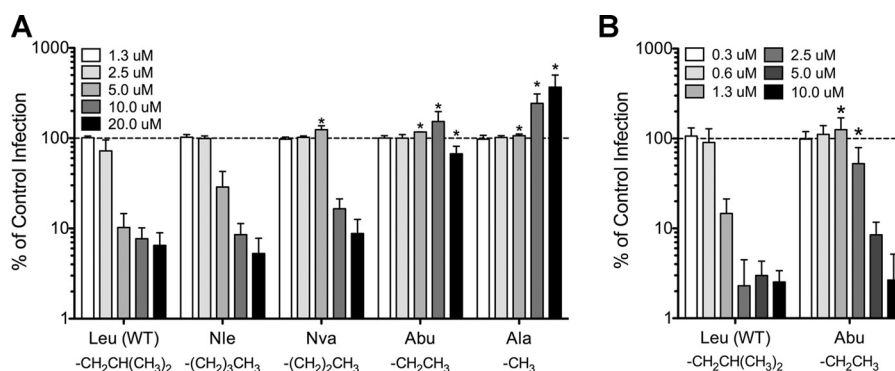 A
% of Control Infection
1000
100
10
1
1.3 uM
2.5 uM
5.0 uM
10.0 uM
20.0 uM
* * * * * * *
Leu (WT) Nle Nva Abu Ala
-CH₂CH(CH₃)₂ -(CH₂)₃CH₃ -(CH₂)₂CH₃ -CH₂CH₃ -CH₃
B
% of Control Infection
1000
100
10
1
0.3 uM 2.5 uM
0.6 uM 5.0 uM
1.3 uM 10.0 uM
* *
Leu (WT) Abu
-CH₂CH(CH₃)₂ -CH₂CH₃